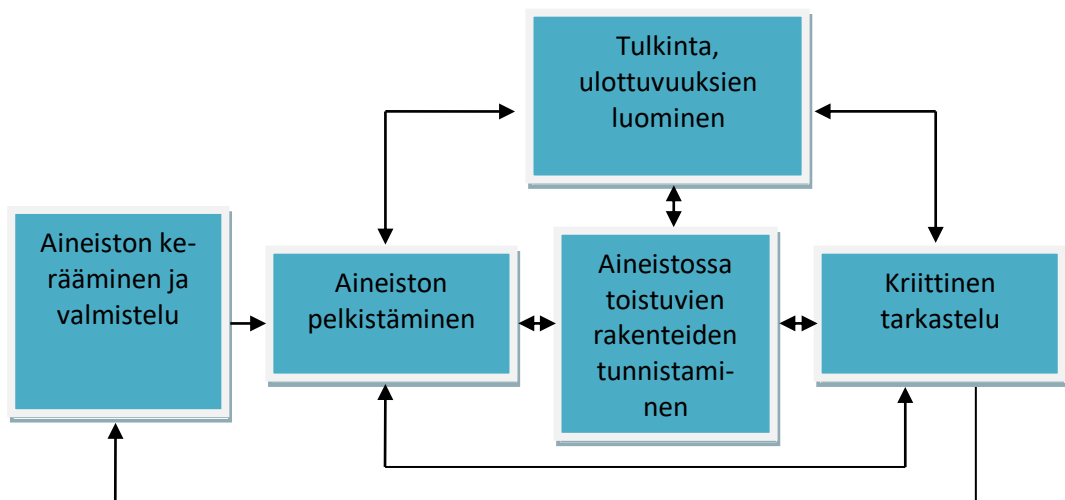 Tulkinta,
ulottuvuuksien
luominen
Aineiston ke-
rääminen ja
valmistelu
Aineiston
pelkistäminen
Aineistossa
toistuvien
rakenteiden
tunnistami-
nen
Kriittinen
tarkastelu